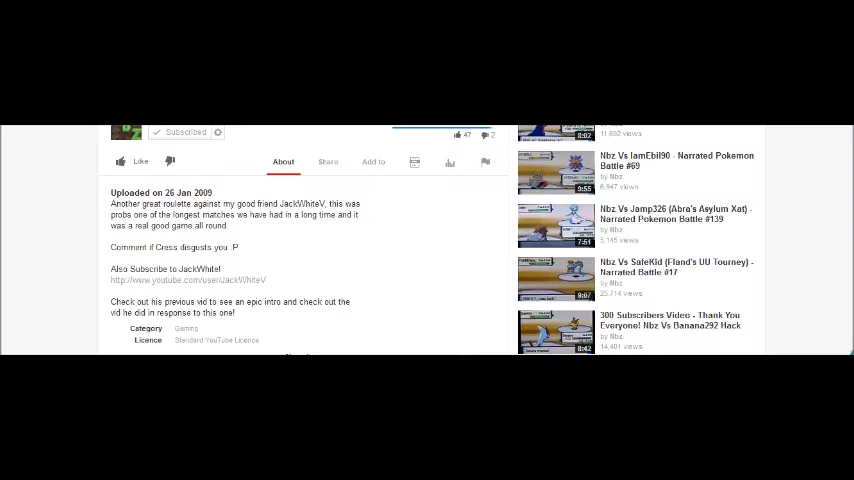 Subscribed
47
2
Like
About
Share
Add to
Uploaded on 26 Jan 2009
Another great roulette against my good friend JackWhiteV, this was
probs one of the longest matches we have had in a long time and it
was a real good game all round.
Comment if Cress disgusts you :P
Also Subscribe to JackWhite!
http://www.youtube.com/user/JackWhiteV
Check out his previous vid to see an epic intro and check out the
vid he did in response to this one!
Category Gaming
Licence Standard YouTube Licence
8:02
11,692 views
9:55
Nbz Vs IamEbil90 - Narrated Pokemon
Battle #69
by Nbz
6,947 views
7:51
Nbz Vs Jamp326 (Abra's Asylum Xat) -
Narrated Pokemon Battle #139
by Nbz
5,145 views
9:07
Nbz Vs SafeKid (Fland's UU Tourney) -
Narrated Battle #17
by Nbz
25,714 views
8:42
300 Subscribers Video - Thank You
Everyone! Nbz Vs Banana292 Hack
by Nbz
14,401 views